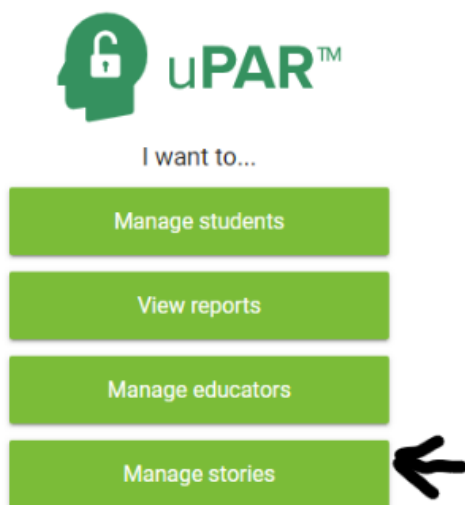 uPAR™
I want to...
Manage students
View reports
Manage educators
Manage stories